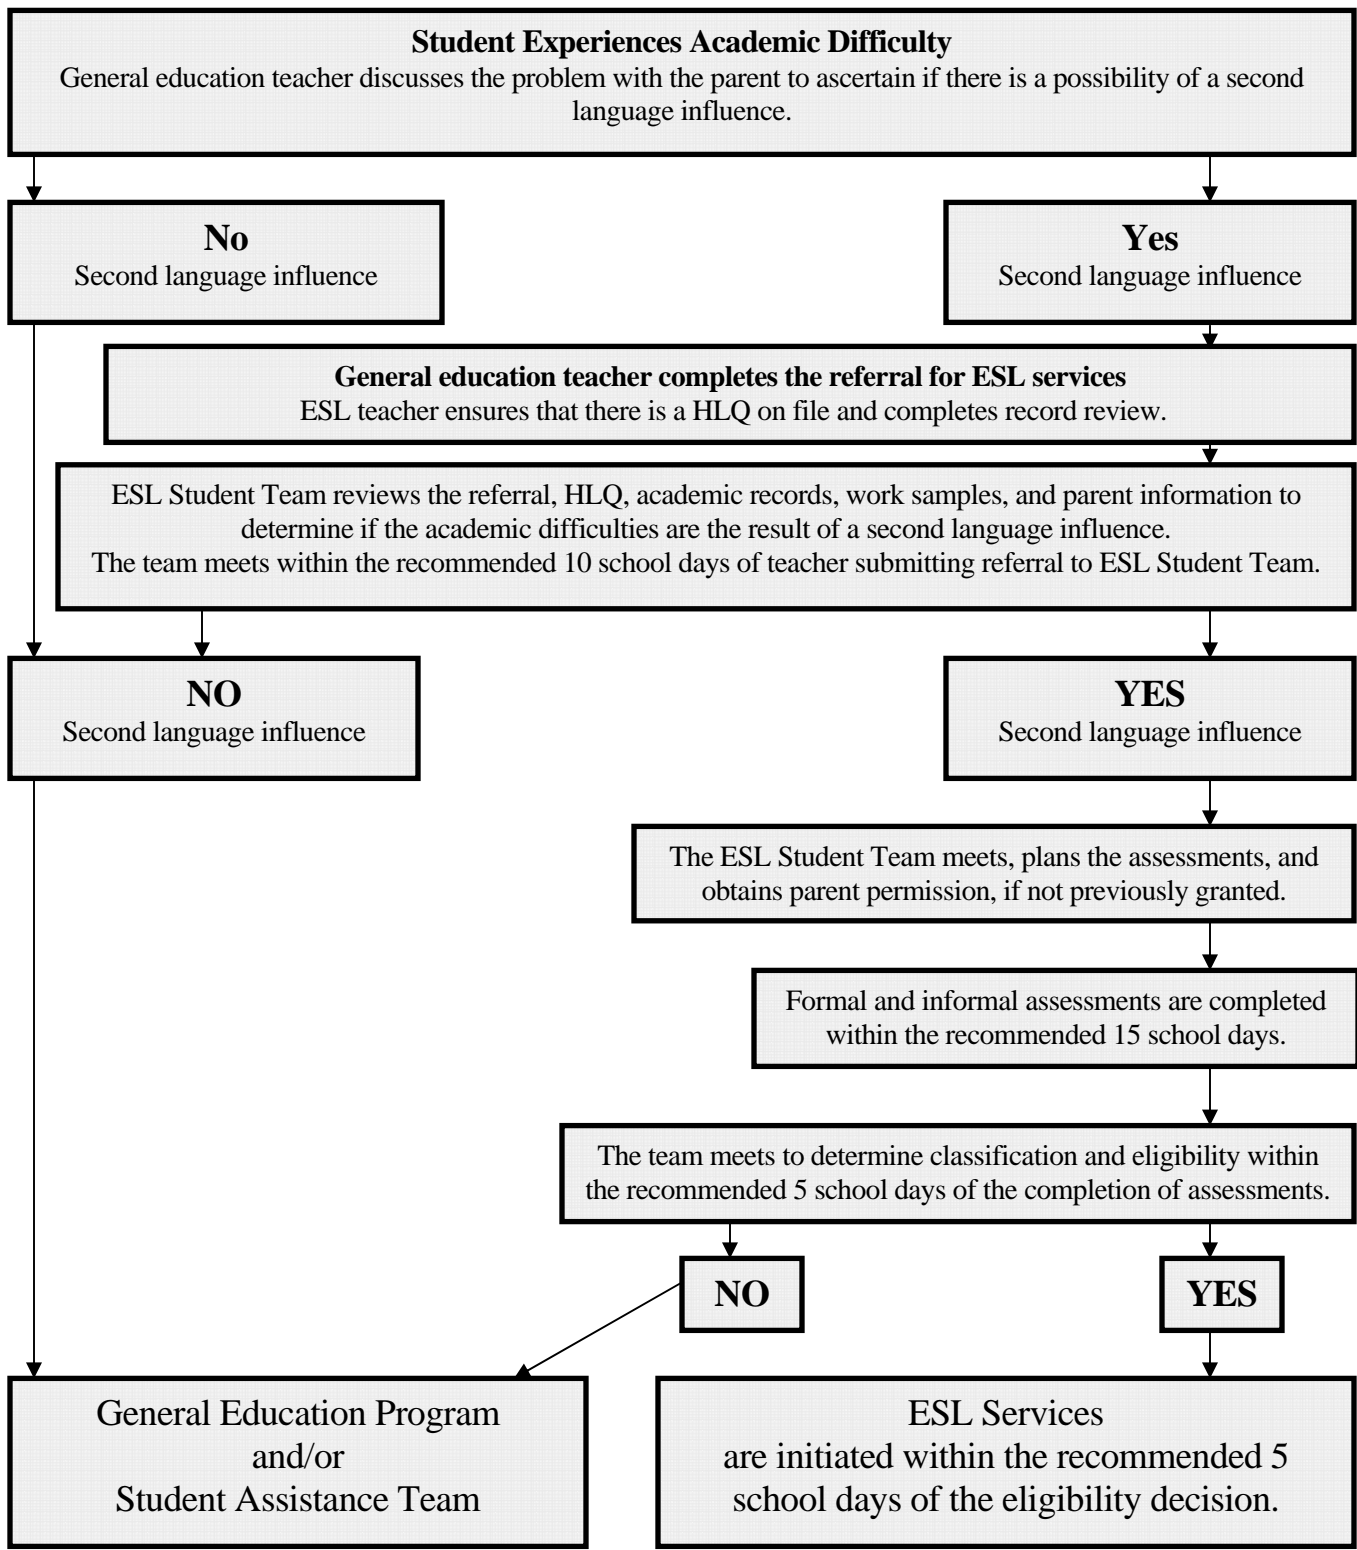 Student Experiences Academic Difficulty
General education teacher discusses the problem with the parent to ascertain if there is a possibility of a second
language influence.
No
Second language influence
Yes
Second language influence
General education teacher completes the referral for ESL services
ESL teacher ensures that there is a HLQ on file and completes record review.
ESL Student Team reviews the referral, HLQ, academic records, work samples, and parent information to
determine if the academic difficulties are the result of a second language influence.
The team meets within the recommended 10 school days of teacher submitting referral to ESL Student Team.
NO
Second language influence
YES
Second language influence
The ESL Student Team meets, plans the assessments, and
obtains parent permission, if not previously granted.
Formal and informal assessments are completed
within the recommended 15 school days.
The team meets to determine classification and eligibility within
the recommended 5 school days of the completion of assessments.
NO
YES
General Education Program
and/or
Student Assistance Team
ESL Services
are initiated within the recommended 5
school days of the eligibility decision.